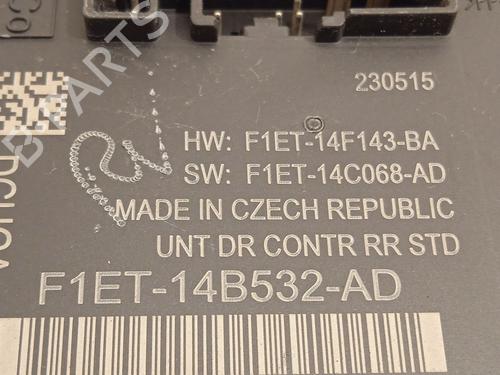 230515
HW: F1ET-14F143-BA
SW: F1ET-14C068-AD
MADE IN CZECH REPUBLIC
UNT DR CONTR RR STD
F1ET-14B532-AD
B-PARTS